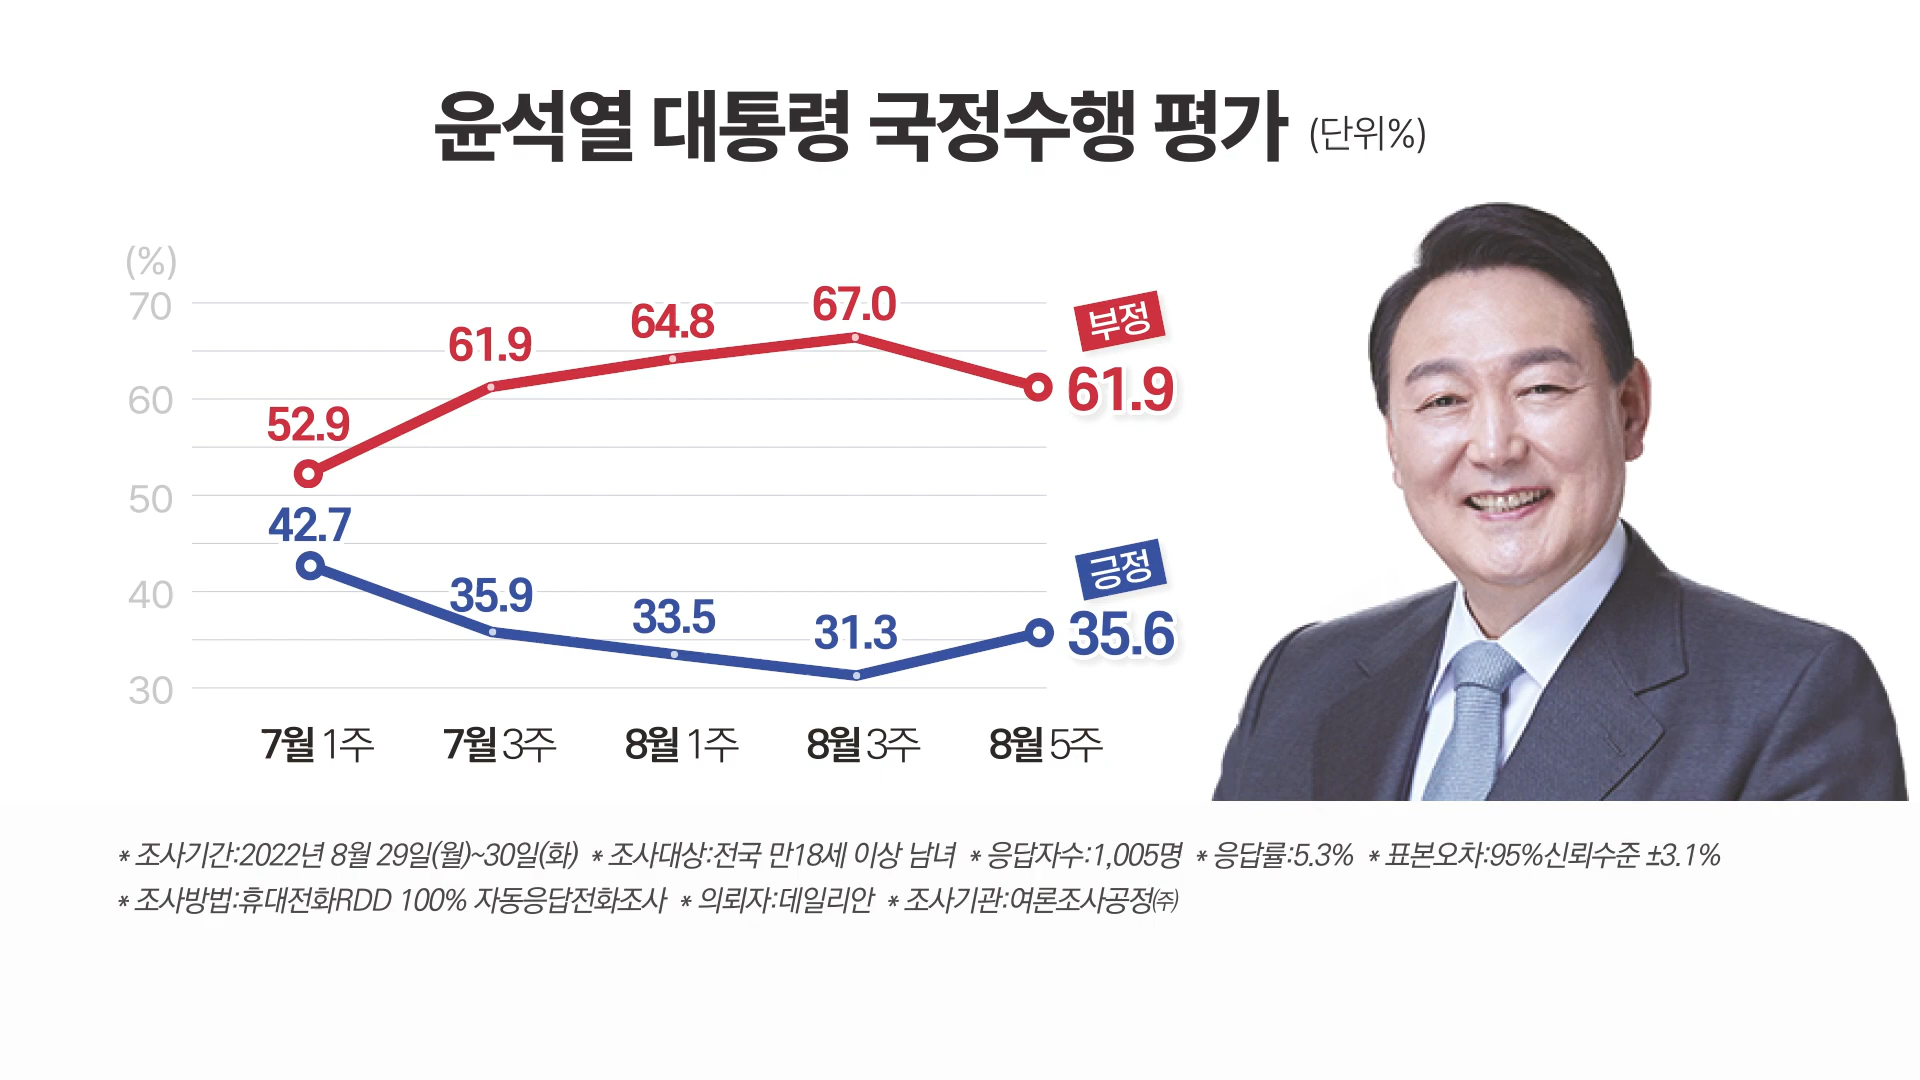 윤석열 대통령 국정수행 평가 (단위%)
(%)
70
60
50
40
30
52.9
61.9
64.8
67.0
부정
61.9
42.7
35.9
33.5
31.3
긍정
35.6
7월 1주
7월 3주
8월 1주
8월 3주
8월 5주
* 조사기간:2022년 8월 29일(월)~30일(화) * 조사대상:전국 만18세 이상 남녀 * 응답자수:1,005명 * 응답률:5.3% * 표본오차:95%신뢰수준 ±3.1%
* 조사방법:휴대전화RDD 100% 자동응답전화조사 * 의뢰자:데일리안 * 조사기관:여론조사공정㈜